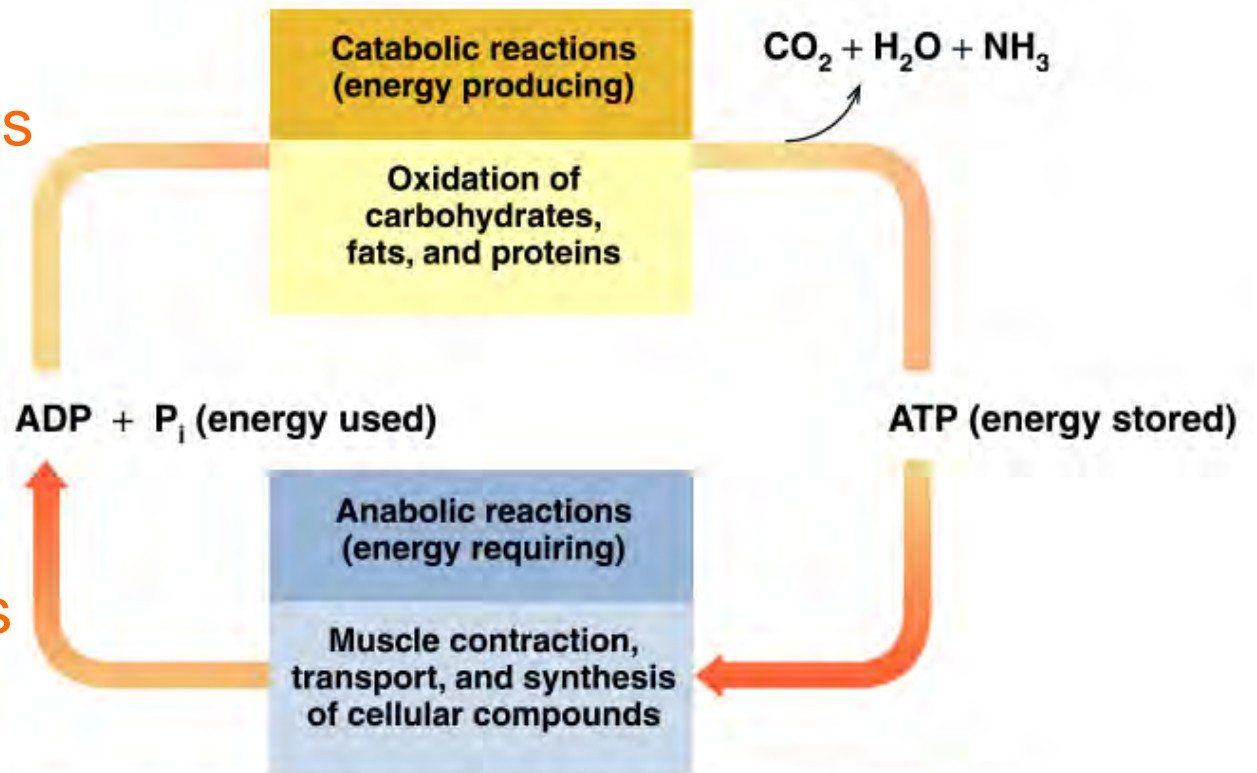 Catabolic reactions
(energy producing)
CO₂ + H₂O + NH₃
s
Oxidation of
carbohydrates,
fats, and proteins
ADP + Pᵢ (energy used)
ATP (energy stored)
Anabolic reactions
(energy requiring)
s
Muscle contraction,
transport, and synthesis
of cellular compounds